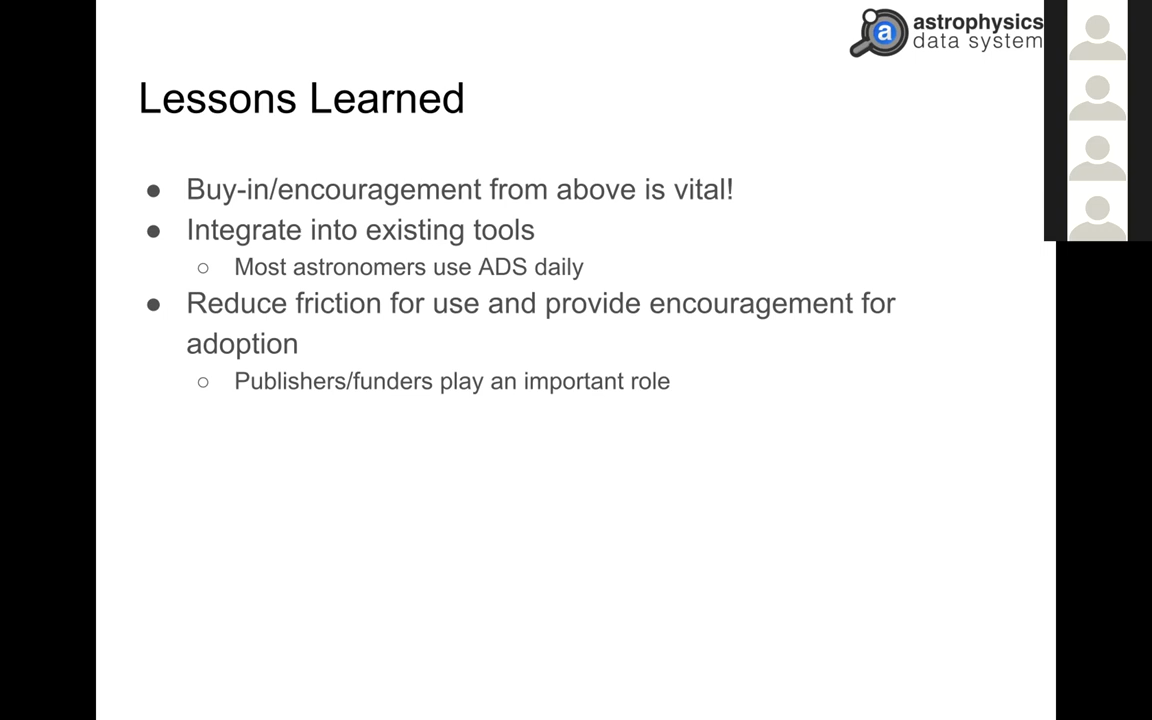 a
astrophysics
data system
Lessons Learned
● Buy-in/encouragement from above is vital!
● Integrate into existing tools
○ Most astronomers use ADS daily
● Reduce friction for use and provide encouragement for
adoption
○ Publishers/funders play an important role